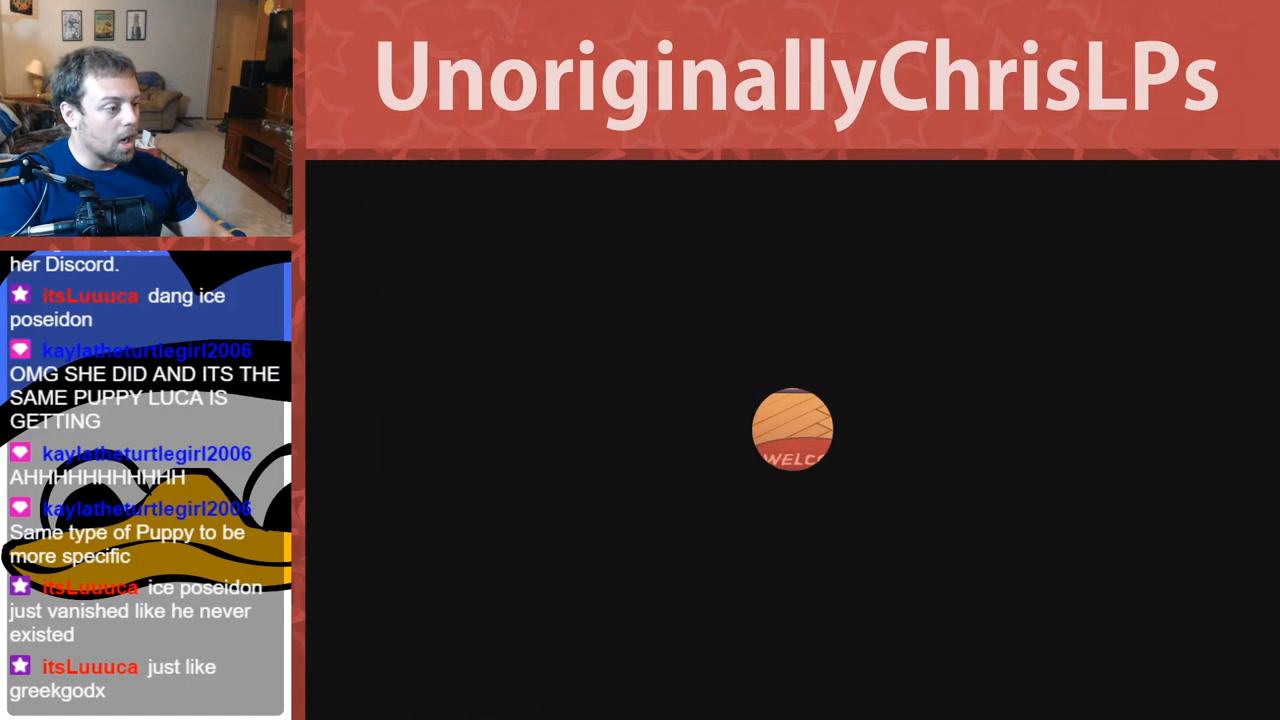 UnoriginallyChrisLPs
her Discord.
itsLuuuca dang ice
poseidon
kaylatheturtlegirl2006
OMG SHE DID AND ITS THE
SAME PUPPY LUCA IS
GETTING
kaylatheturtlegirl2006
AHHHHHHHHHHH
kaylatheturtlegirl2006
Same type of Puppy to be
more specific
itsLuuuca ice poseidon
just vanished like he never
existed
itsLuuuca just like
greekgodx
WELC